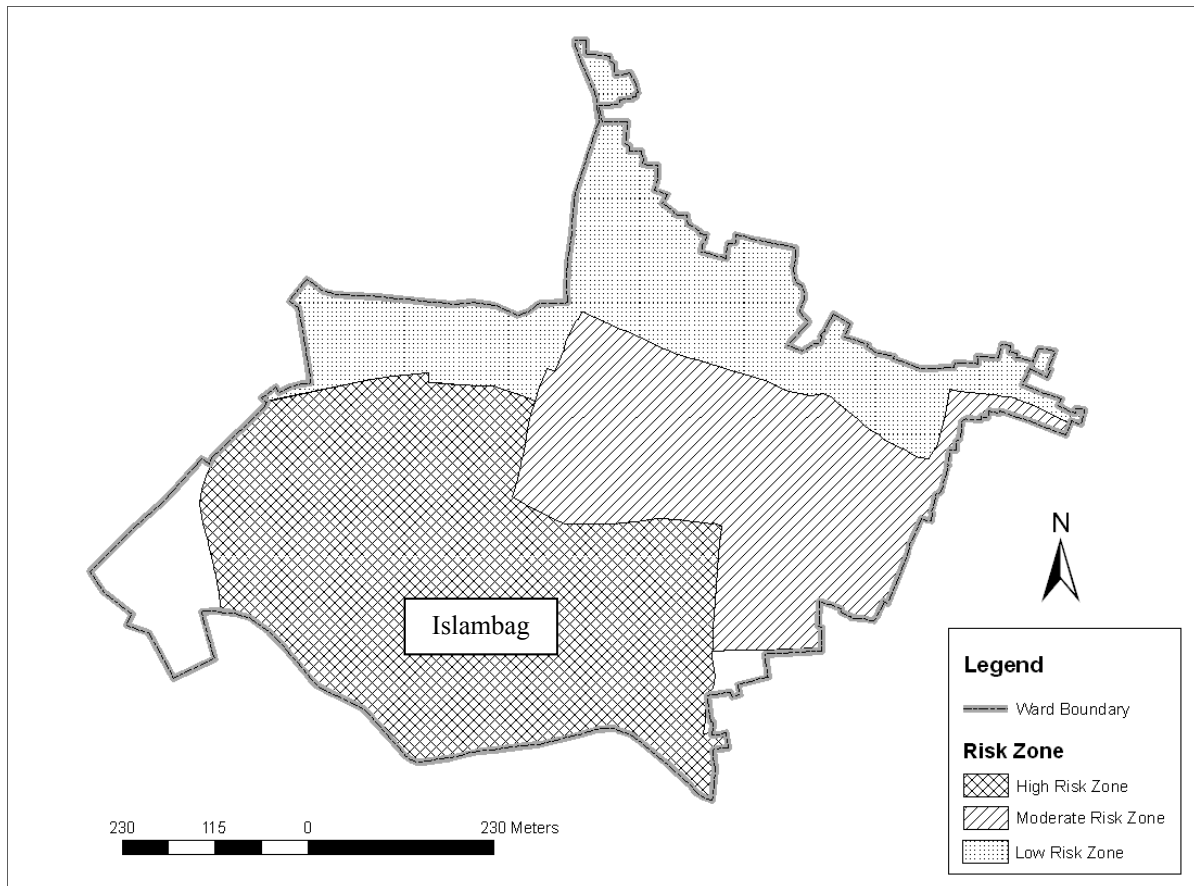 Islambag
N
230 115 0 230 Meters
Legend
Ward Boundary
Risk Zone
High Risk Zone
Moderate Risk Zone
Low Risk Zone